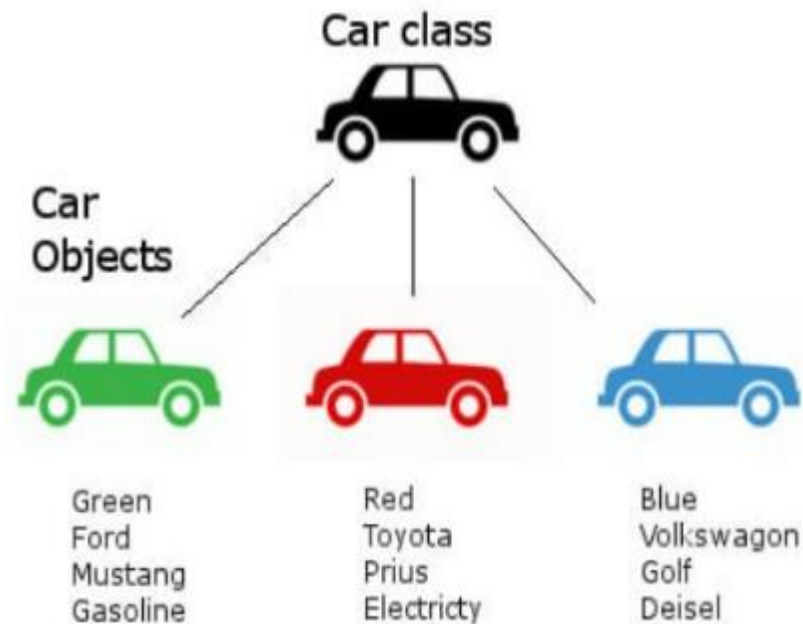 Car class
Car
Objects
Green
Ford
Mustang
Gasoline
Red
Toyota
Prius
Electricty
Blue
Volkswagon
Golf
Deisel